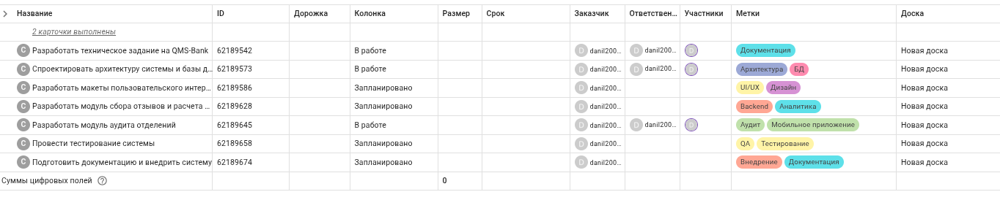 Название ID Дорожка Колонка Размер Срок Заказчик Ответствен... Участники Метки Доска
2 карточки выполнены
С Разработать техническое задание на QMS-Bank 62189542 В работе D danil200... D danil200... D Документация Новая доска
С Спроектировать архитектуру системы и базы д... 62189573 В работе D danil200... D danil200... D Архитектура БД Новая доска
С Разработать макеты пользовательского интер... 62189586 Запланировано D danil200... UI/UX Дизайн Новая доска
С Разработать модуль сбора отзывов и расчета ... 62189628 Запланировано D danil200... Backend Аналитика Новая доска
С Разработать модуль аудита отделений 62189645 В работе D danil200... D danil200... D Аудит Мобильное приложение Новая доска
С Провести тестирование системы 62189658 Запланировано D danil200... QA Тестирование Новая доска
С Подготовить документацию и внедрить систему 62189674 Запланировано D danil200... Внедрение Документация Новая доска
Суммы цифровых полей ? 0